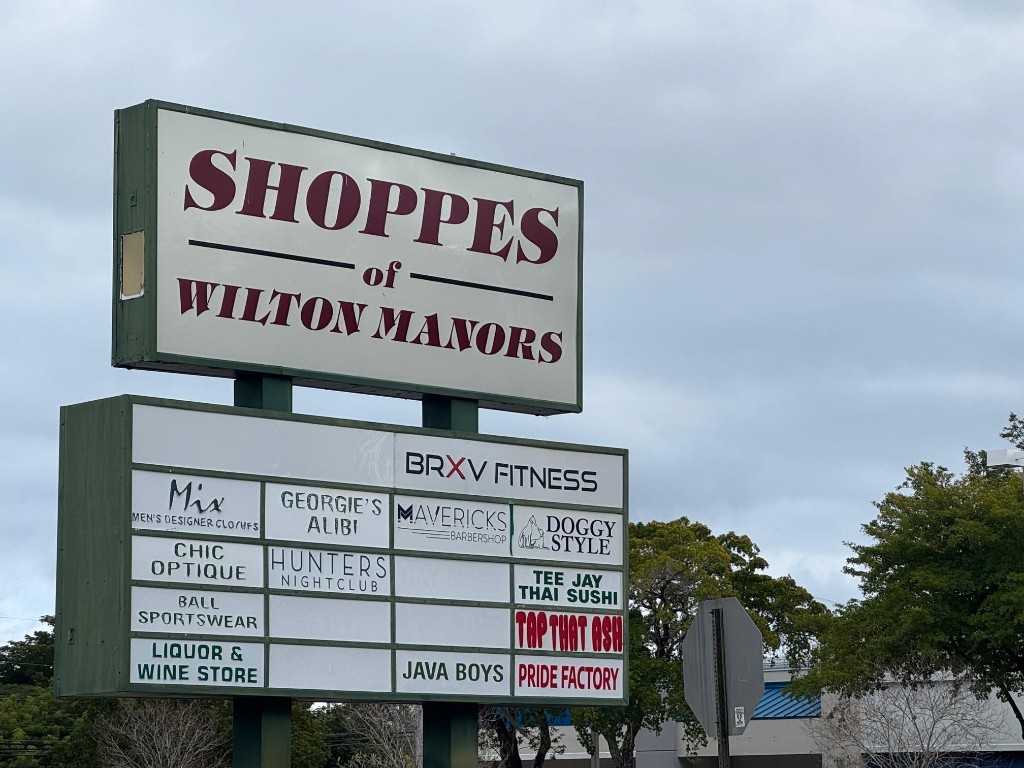 SHOPPES
of
WILTON MANORS
BRXV FITNESS
Mix
MEN'S DESIGNER CLOTHES
GEORGIE'S
ALIBI
MAVERICKS
BARBERSHOP
DOGGY
STYLE
CHIC
OPTIQUE
HUNTERS
NIGHTCLUB
TEE JAY
THAI SUSHI
BALL
SPORTSWEAR
TAP THAT ASH
LIQUOR &
WINE STORE
JAVA BOYS
PRIDE FACTORY